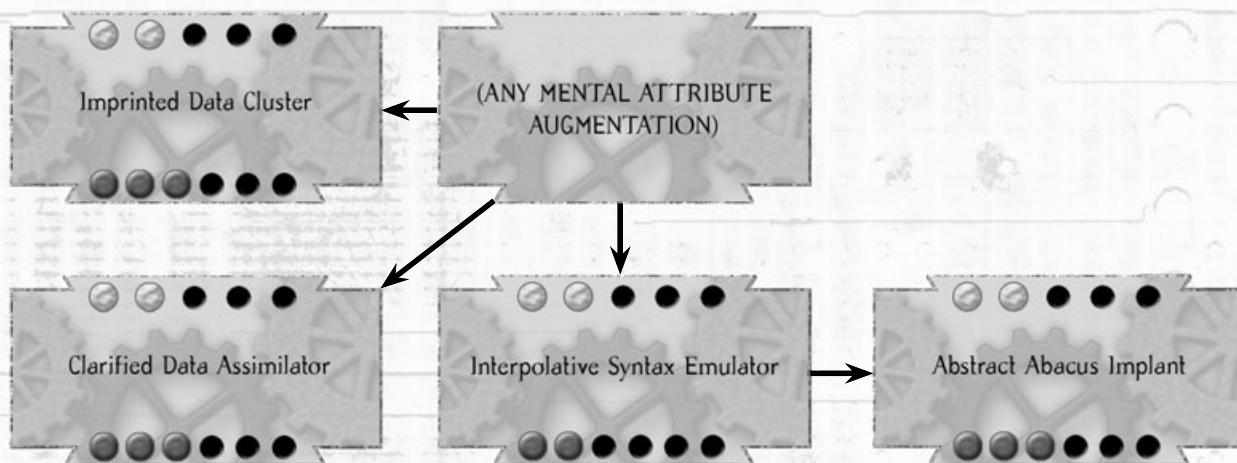 Imprinted Data Cluster
(ANY MENTAL ATTRIBUTE
AUGMENTATION)
Clarified Data Assimilator
Interpolative Syntax Emulator
Abstract Abacus Implant